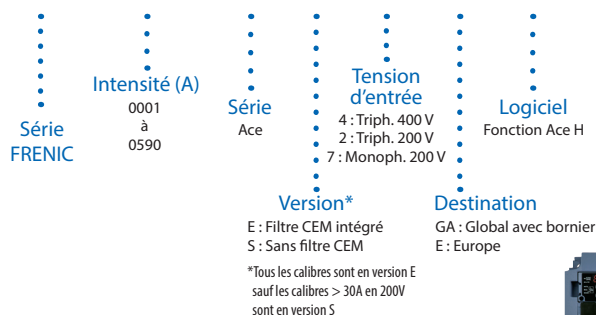 Série
FRENIC
Intensité (A)
0001
à
0590
Série
Ace
Version*
E : Filtre CEM intégré
S : Sans filtre CEM
*Tous les calibres sont en version E
sauf les calibres > 30A en 200V
sont en version S
Tension
d’entrée
4 : Triph. 400 V
2 : Triph. 200 V
7 : Monoph. 200 V
Destination
GA : Global avec bornier
E : Europe
Logiciel
Fonction Ace H